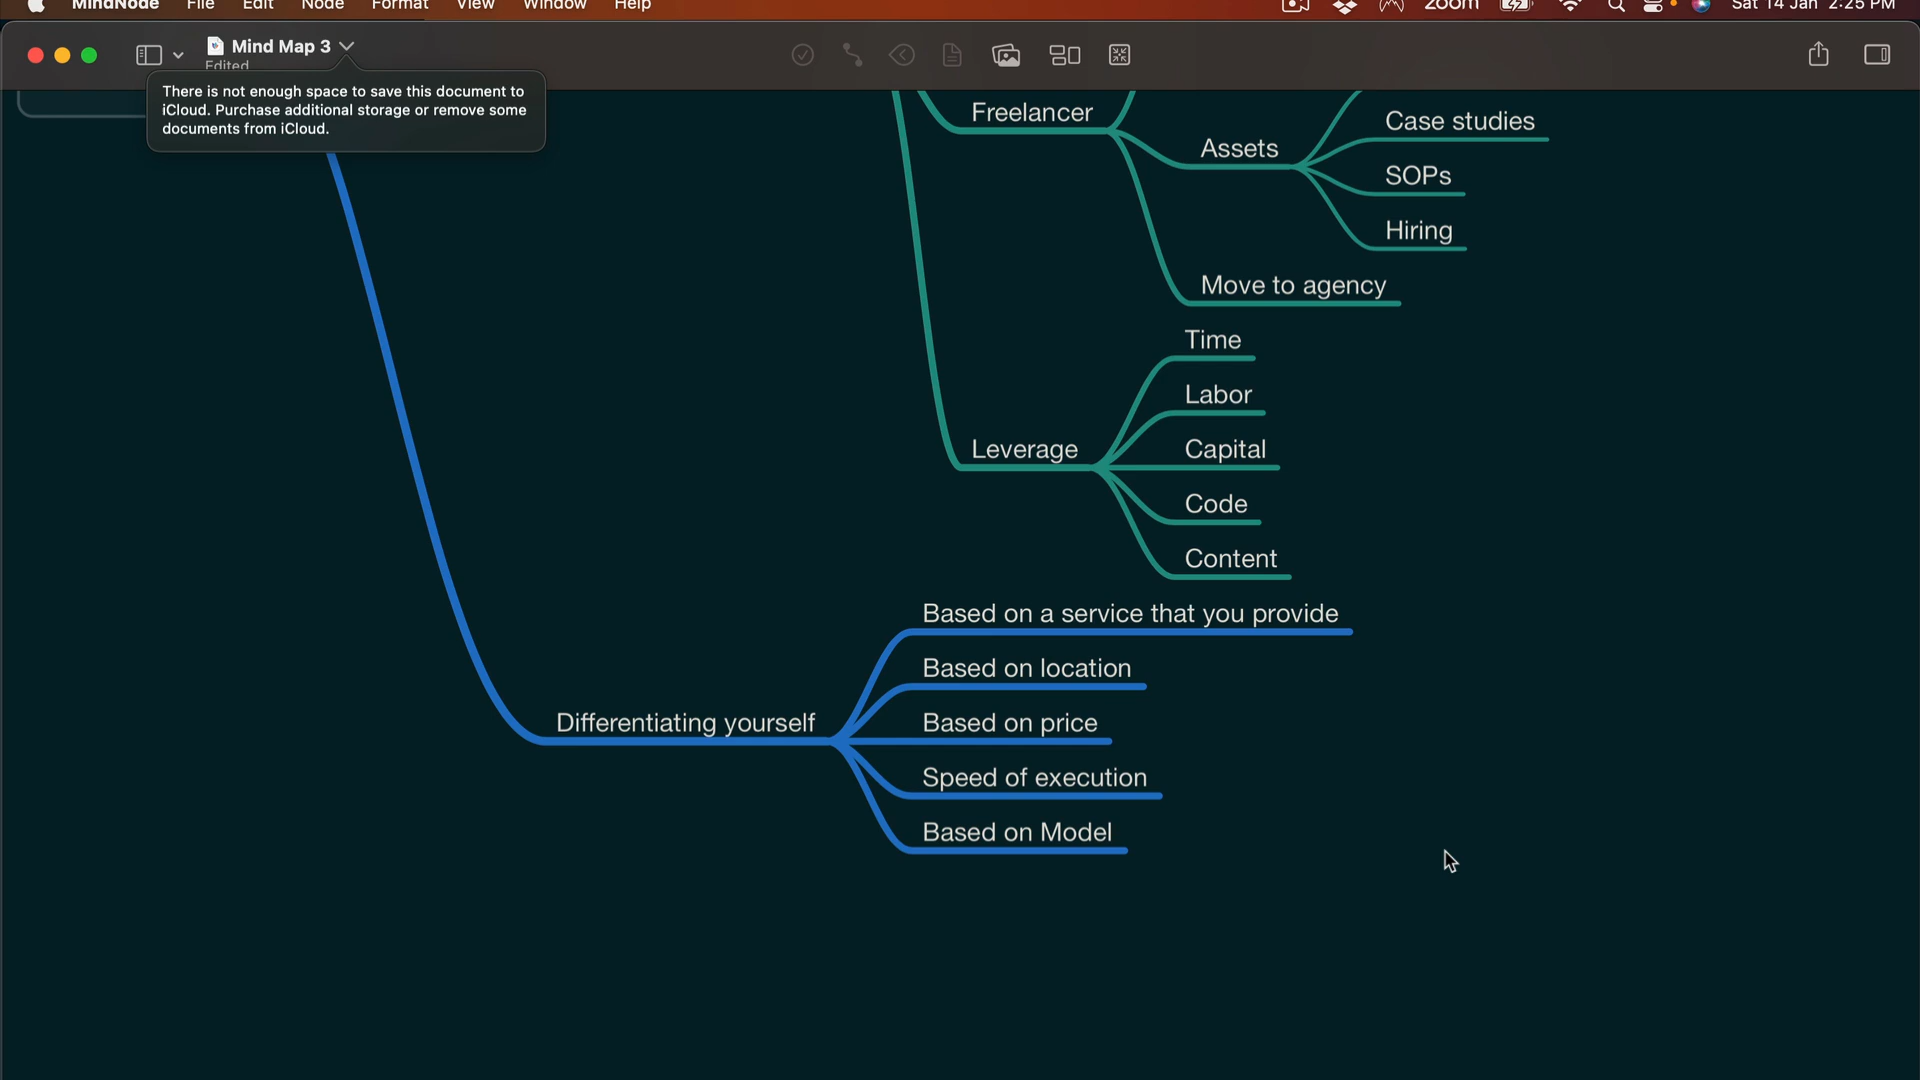 MindNode File Edit Node Format View Window Help zoom Sat 14 Jan 2:25 PM
Mind Map 3
Edited
There is not enough space to save this document to
iCloud. Purchase additional storage or remove some
documents from iCloud.
Freelancer
Assets
Case studies
SOPs
Hiring
Move to agency
Leverage
Time
Labor
Capital
Code
Content
Differentiating yourself
Based on a service that you provide
Based on location
Based on price
Speed of execution
Based on Model